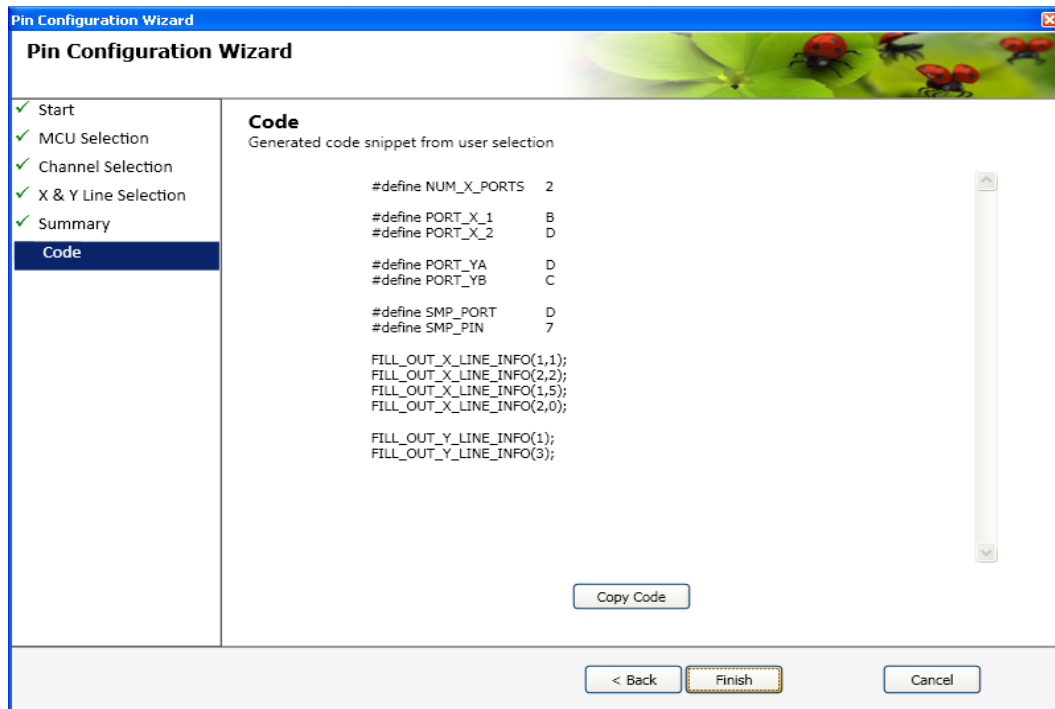 Pin Configuration Wizard
Pin Configuration Wizard
Start
MCU Selection
Channel Selection
X & Y Line Selection
Summary
Code
Code
Generated code snippet from user selection
#define NUM_X_PORTS 2
#define PORT_X_1 B
#define PORT_X_2 D
#define PORT_YA D
#define PORT_YB C
#define SMP_PORT D
#define SMP_PIN 7
FILL_OUT_X_LINE_INFO(1,1);
FILL_OUT_X_LINE_INFO(2,2);
FILL_OUT_X_LINE_INFO(1,5);
FILL_OUT_X_LINE_INFO(2,0);
FILL_OUT_Y_LINE_INFO(1);
FILL_OUT_Y_LINE_INFO(3);
Copy Code
< Back Finish Cancel